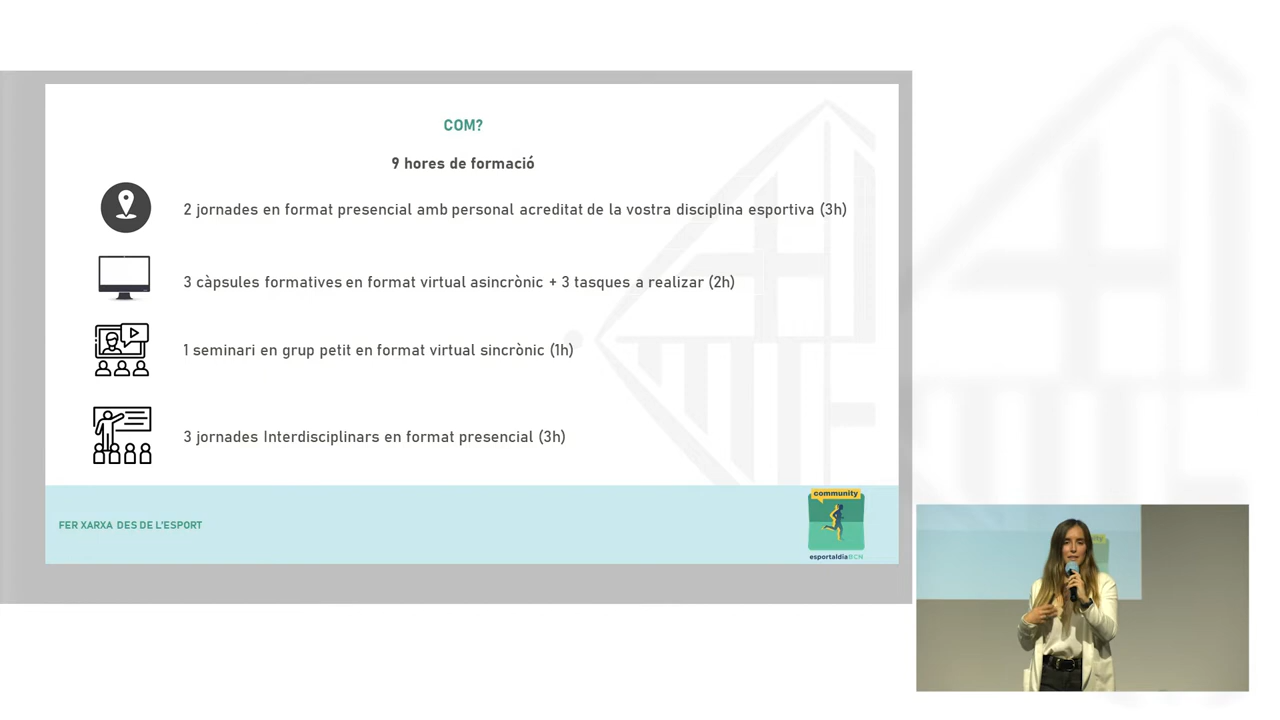 COM?
9 hores de formació
2 jornades en format presencial amb personal acreditat de la vostra disciplina esportiva (3h)
3 càpsules formatives en format virtual asincrònic + 3 tasques a realizar (2h)
1 seminari en grup petit en format virtual sincrònic (1h)
3 jornades Interdisciplinars en format presencial (3h)
FER XARXA DES DE L'ESPORT
community
esportaldiaBCN